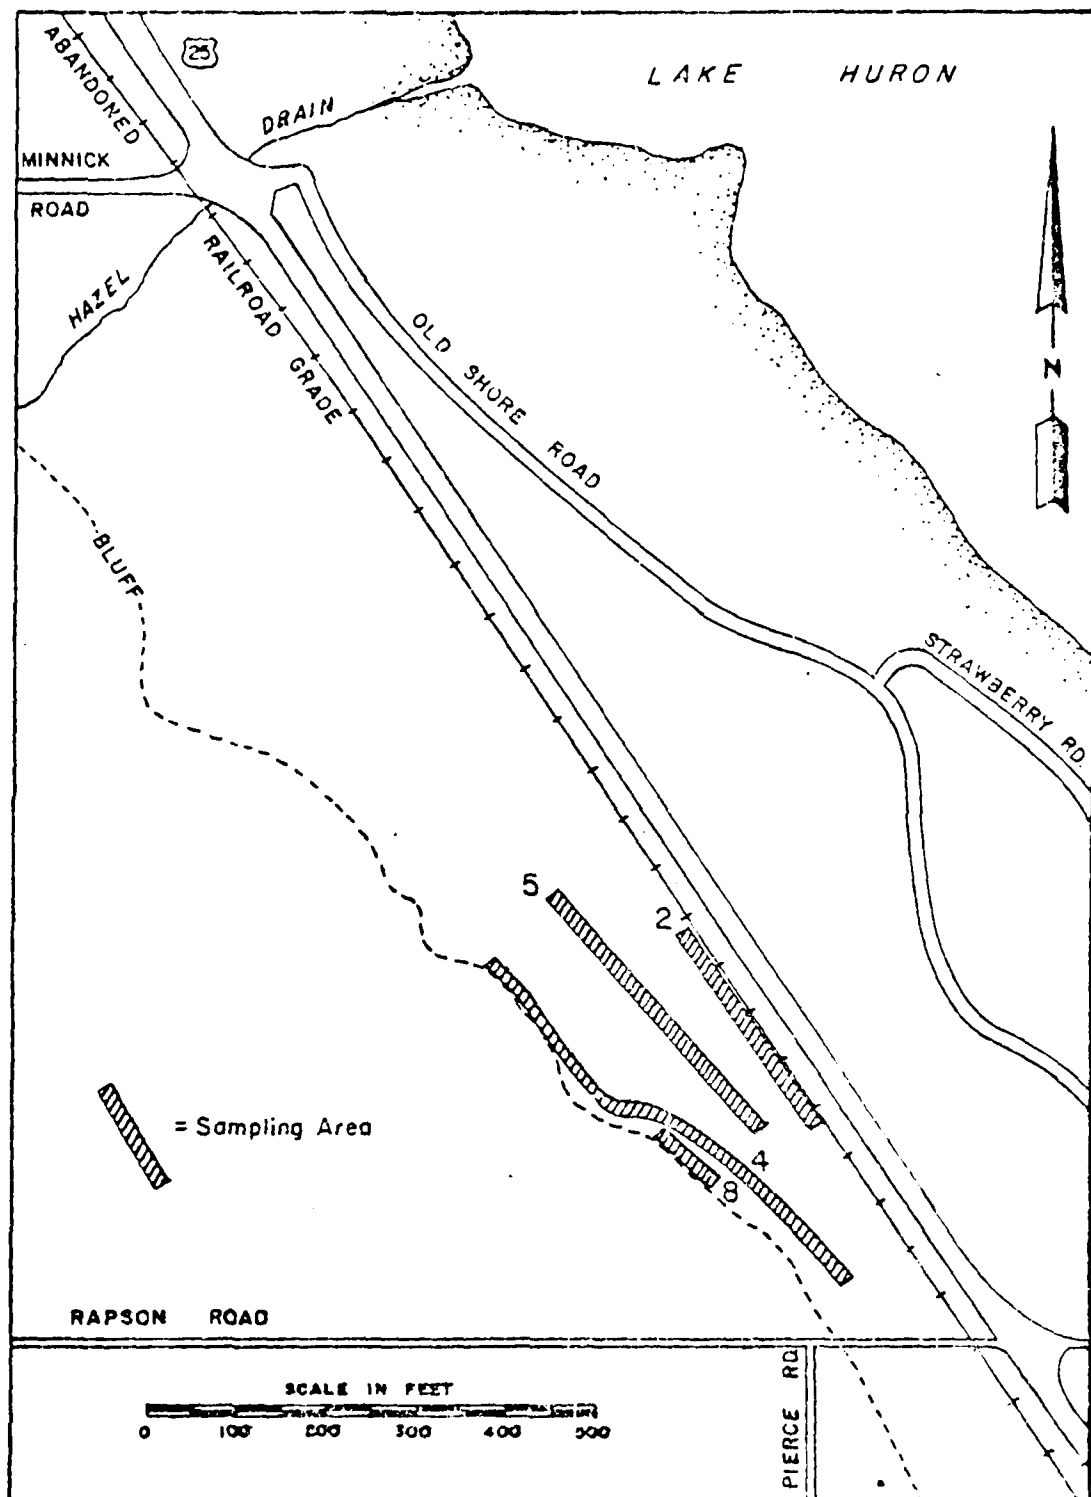 25
LAKE HURON
ABANDONED
DRAIN
MINNICK
ROAD
HAZEL
RAILROAD GRADE
OLD SHORE ROAD
N
BLUFF
STRAWBERRY RD.
5
2
= Sampling Area
4
8
RAPSON ROAD
PIERCE RD
SCALE IN FEET
0 100 200 300 400 500